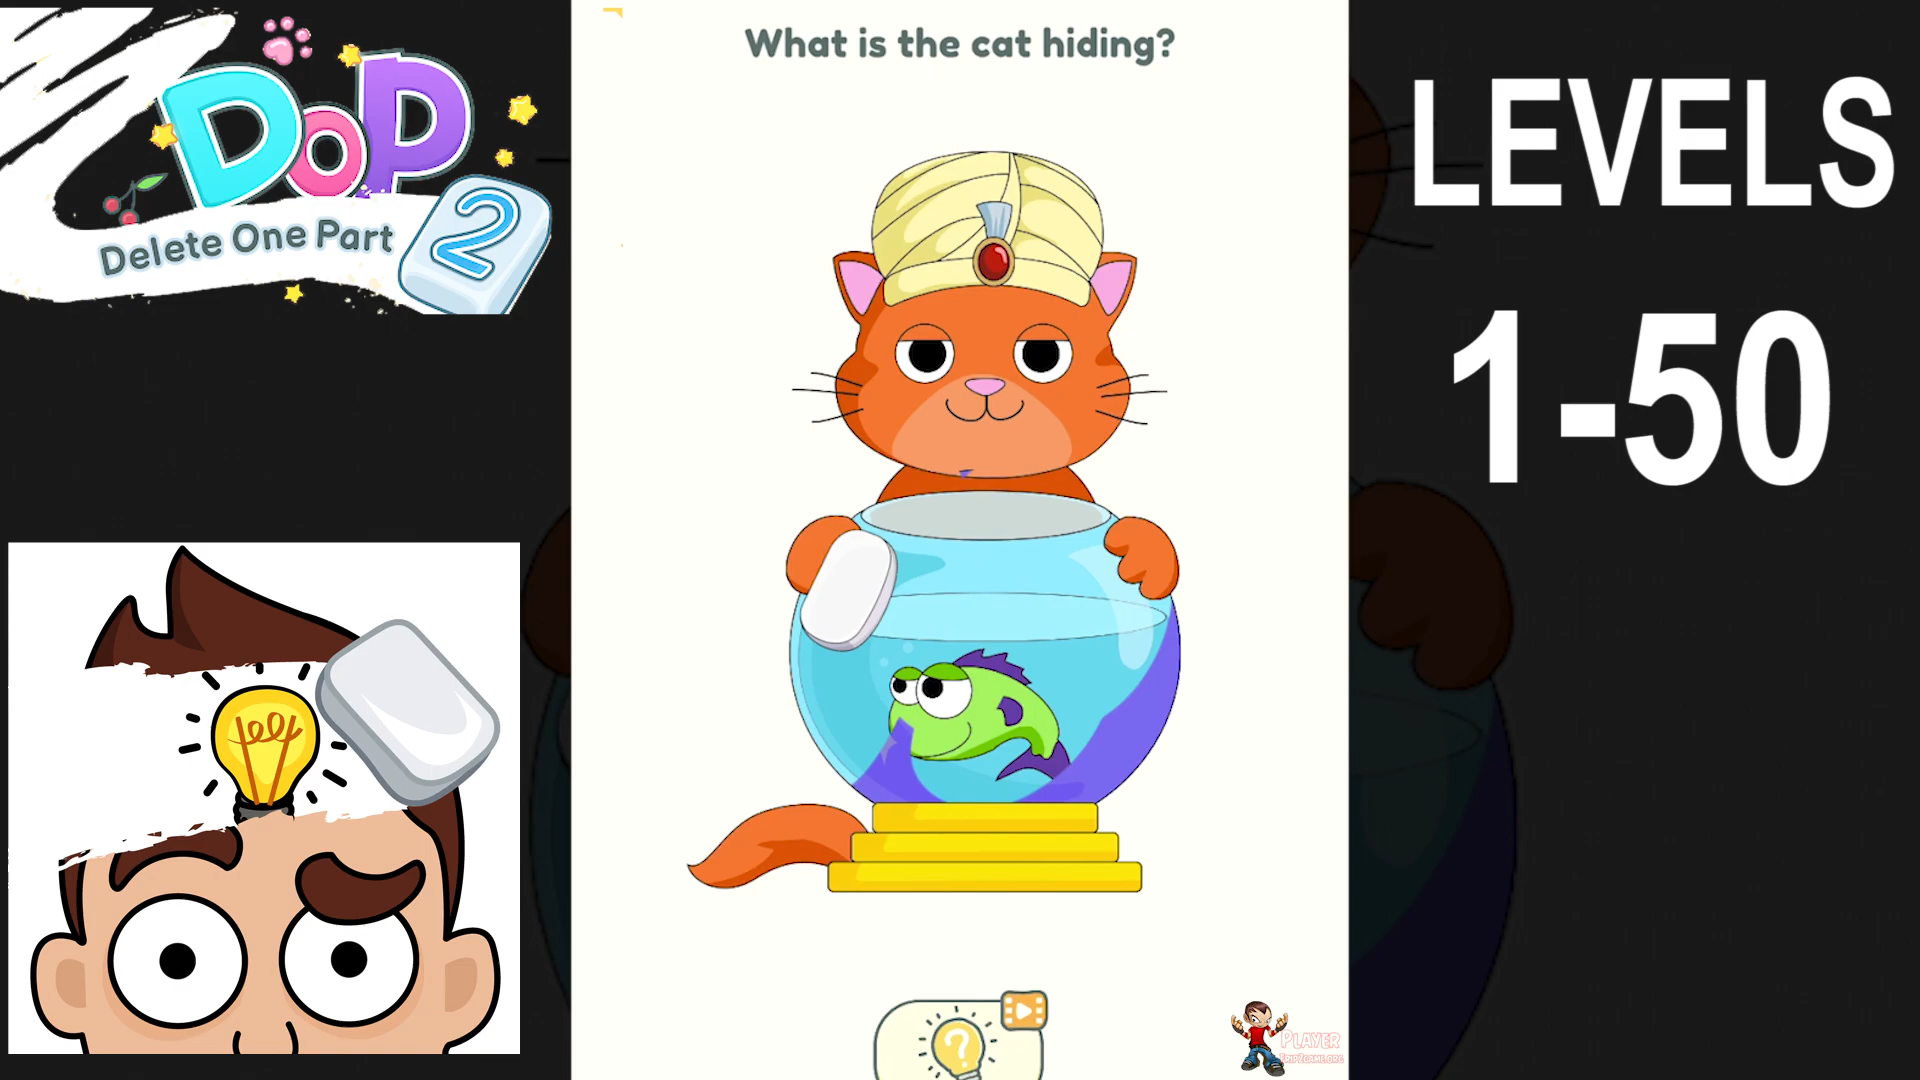 What is the cat hiding?
DOP
2
Delete One Part
LEVELS
1-50
?
PLAYER